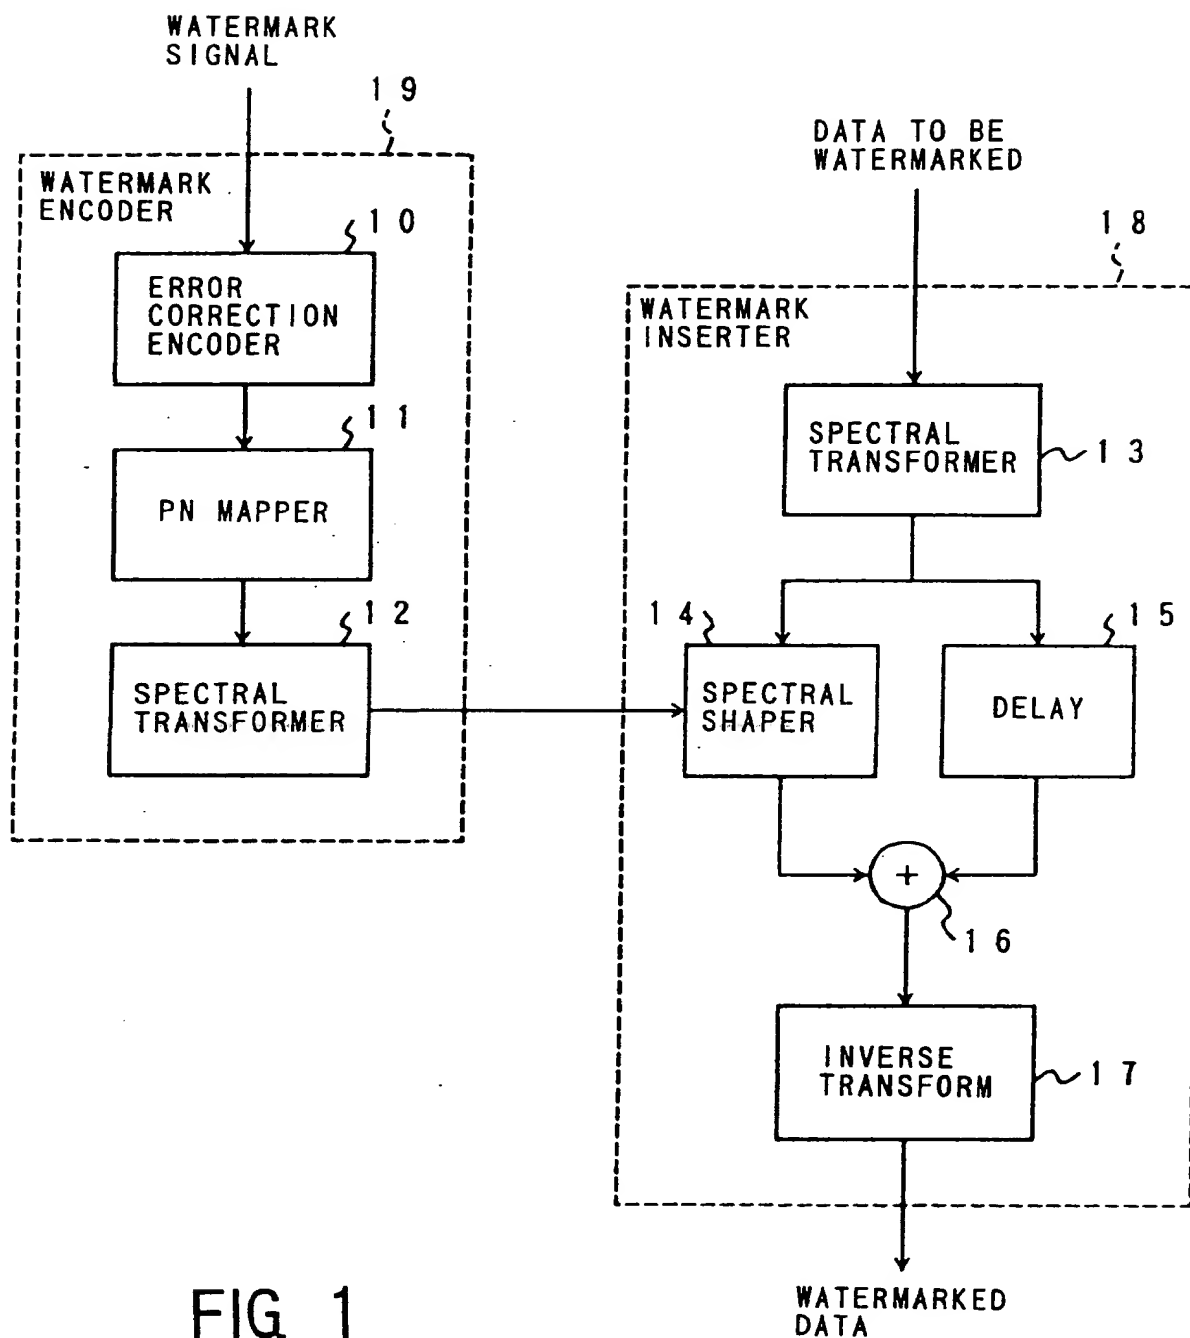 WATERMARK
SIGNAL
19
WATERMARK
ENCODER
10
ERROR
CORRECTION
ENCODER
11
PN MAPPER
12
SPECTRAL
TRANSFORMER
DATA TO BE
WATERMARKED
18
WATERMARK
INSERTER
SPECTRAL
TRANSFORMER
13
14
SPECTRAL
SHAPER
15
DELAY
+
16
INVERSE
TRANSFORM
17
WATERMARKED
DATA
FIG. 1